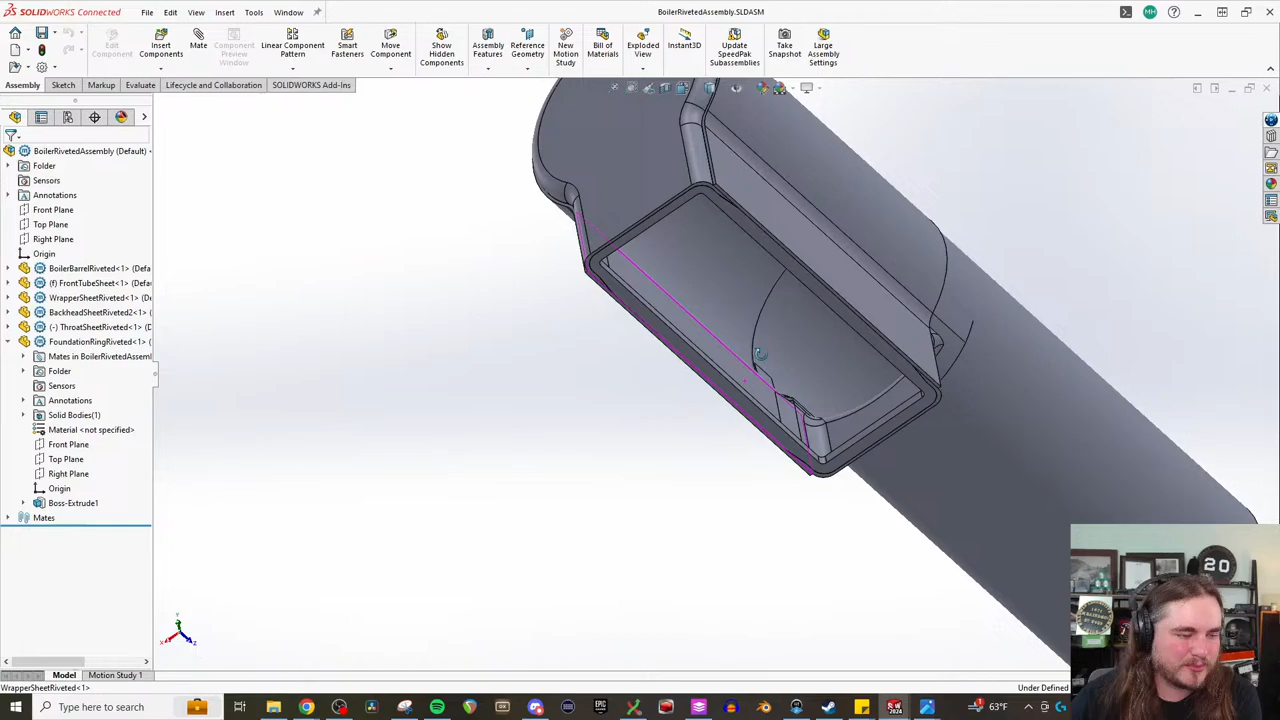 SOLIDWORKS Connected
File
Edit
View
Insert
Tools
Window
BoilerRivetedAssembly.SLDASM
MH
Edit Component
Insert Components
Mate
Component Preview Window
Linear Component Pattern
Smart Fasteners
Move Component
Show Hidden Components
Assembly Features
Reference Geometry
New Motion Study
Bill of Materials
Exploded View
Instant3D
Update SpeedPak Subassemblies
Take Snapshot
Large Assembly Settings
Assembly
Sketch
Markup
Evaluate
Lifecycle and Collaboration
SOLIDWORKS Add-Ins
BoilerRivetedAssembly (Default)
Folder
Sensors
Annotations
Front Plane
Top Plane
Right Plane
Origin
BoilerBarrelRiveted<1> (Defa
(f) FrontTubeSheet<1> (Def
WrapperSheetRiveted<1> (D
BackheadSheetRiveted2<1> (
(-) ThroatSheetRiveted<1> (D
FoundationRingRiveted<1> (
Mates in BoilerRivetedAssem
Folder
Sensors
Annotations
Solid Bodies(1)
Material <not specified>
Front Plane
Top Plane
Right Plane
Origin
Boss-Extrude1
Mates
Y
X
Z
20
Model
Motion Study 1
WrapperSheetRiveted<1>
Under Defined
Type here to search
63°F